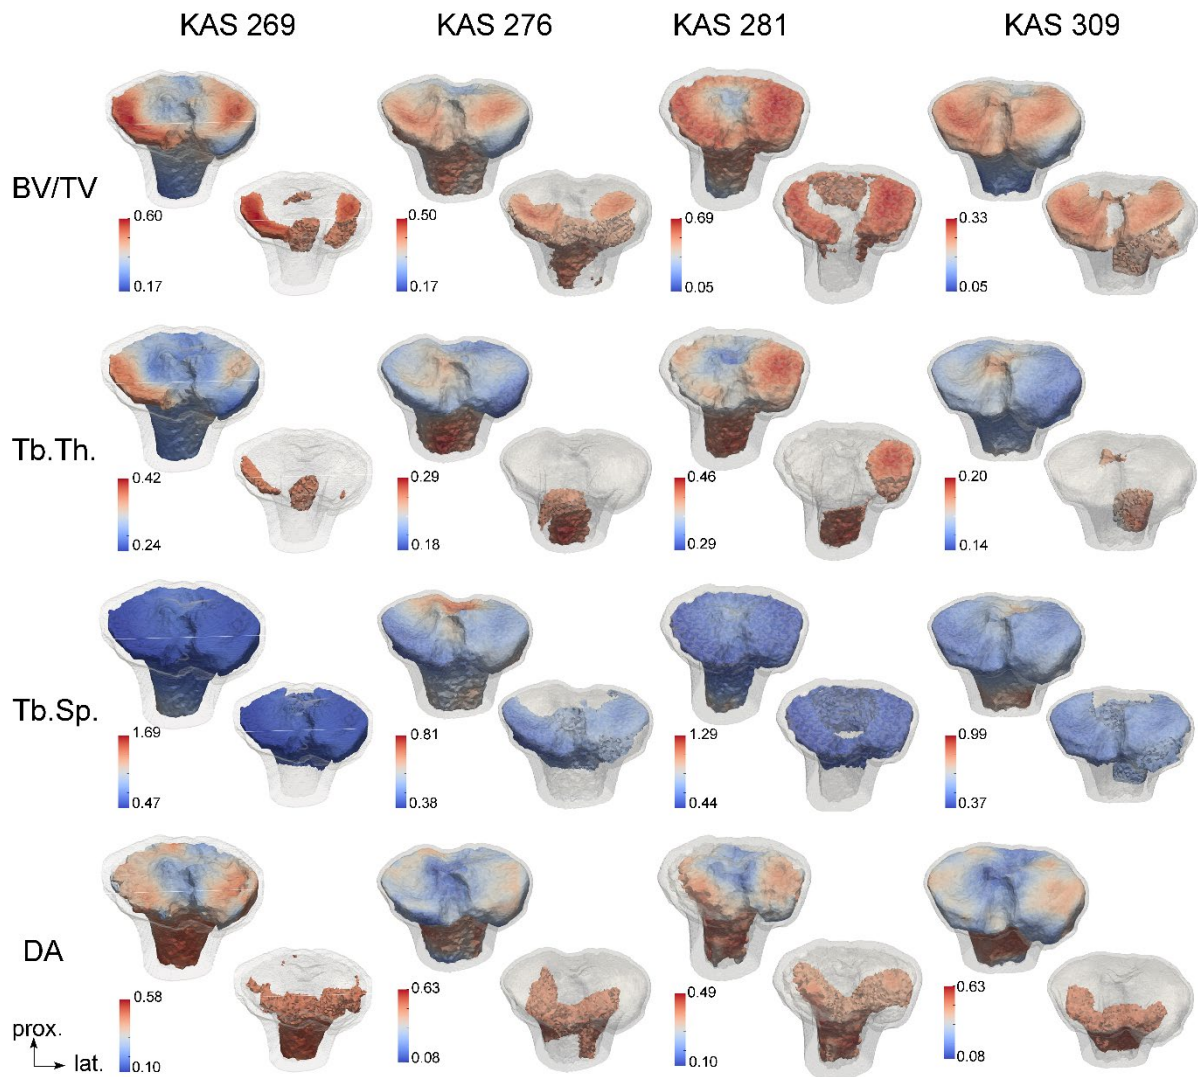 KAS 269 KAS 276 KAS 281 KAS 309
BV/TV
0.60 0.50 0.69 0.33
0.17 0.17 0.05 0.05
Tb.Th.
0.42 0.29 0.46 0.20
0.24 0.18 0.29 0.14
Tb.Sp.
1.69 0.81 1.29 0.99
0.47 0.38 0.44 0.37
DA
0.58 0.63 0.49 0.63
0.10 0.08 0.10 0.08
prox.
lat.